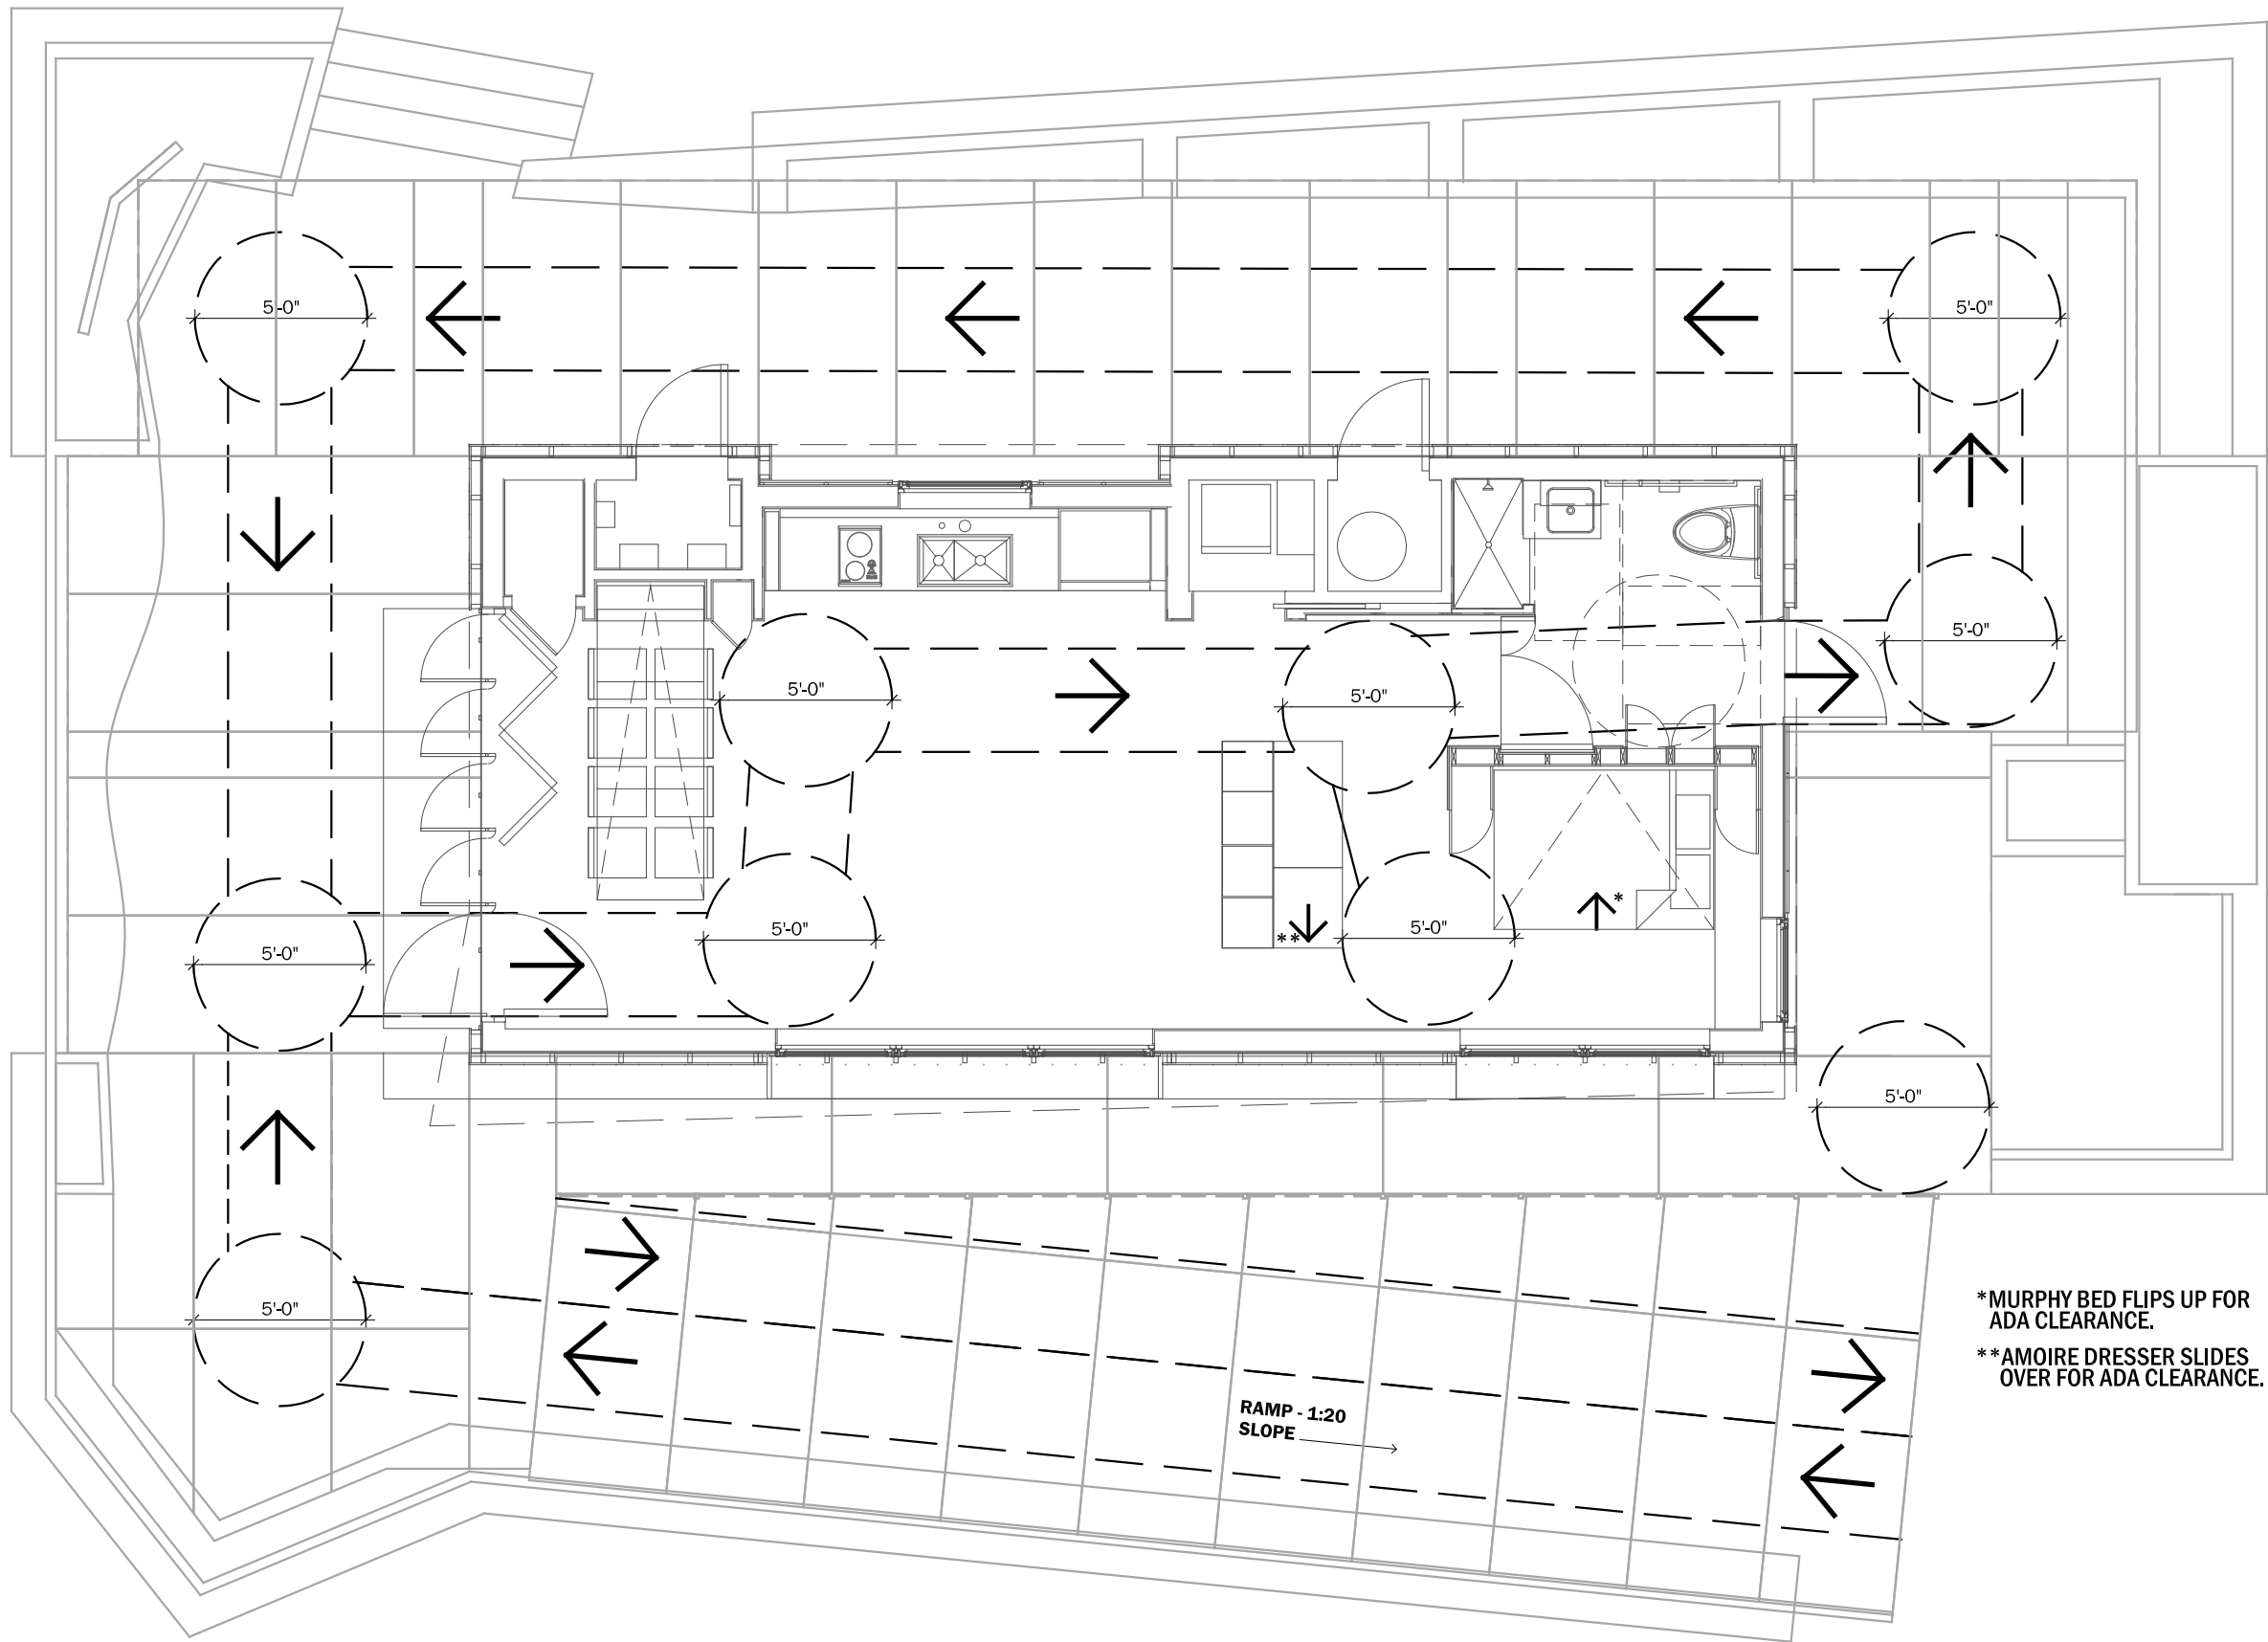 5'-0"
5'-0"
5'-0"
5'-0"
5'-0"
5'-0"
**
5'-0"
*
5'-0"
5'-0"
5'-0"
5'-0"
*MURPHY BED FLIPS UP FOR
ADA CLEARANCE.
**AMOIRE DRESSER SLIDES
OVER FOR ADA CLEARANCE.
RAMP - 1:20
SLOPE